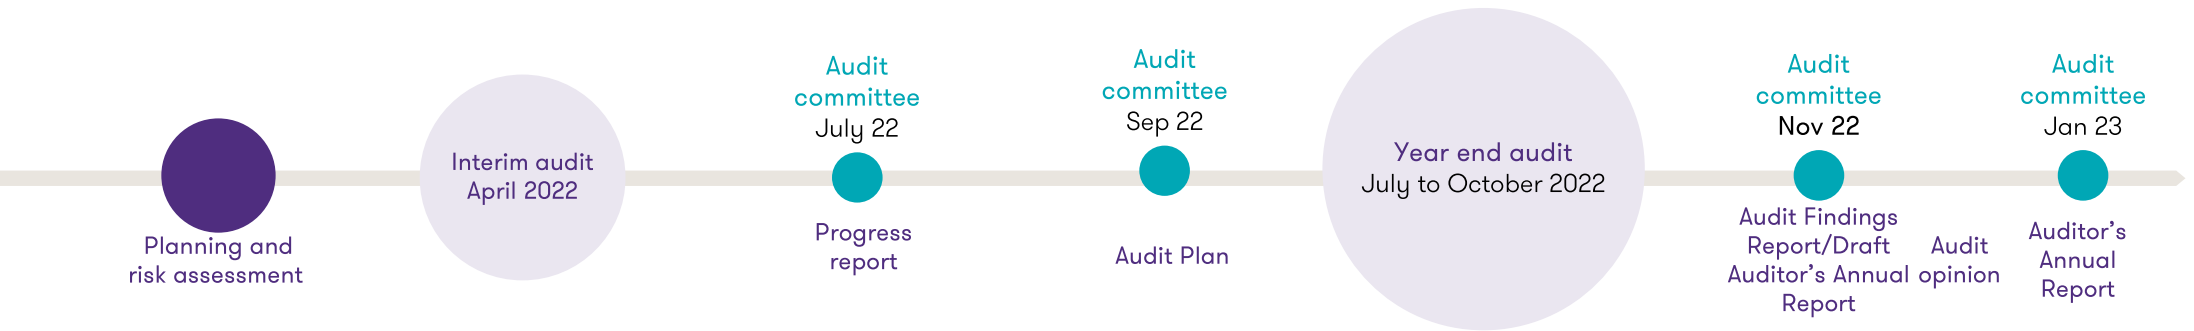 Planning and
risk assessment
Interim audit
April 2022
Audit
committee
July 22
Progress
report
Audit
committee
Sep 22
Audit Plan
Year end audit
July to October 2022
Audit
committee
Nov 22
Audit Findings
Report/Draft
Auditor’s Annual
Report
Audit
opinion
Audit
committee
Jan 23
Auditor’s
Annual
Report